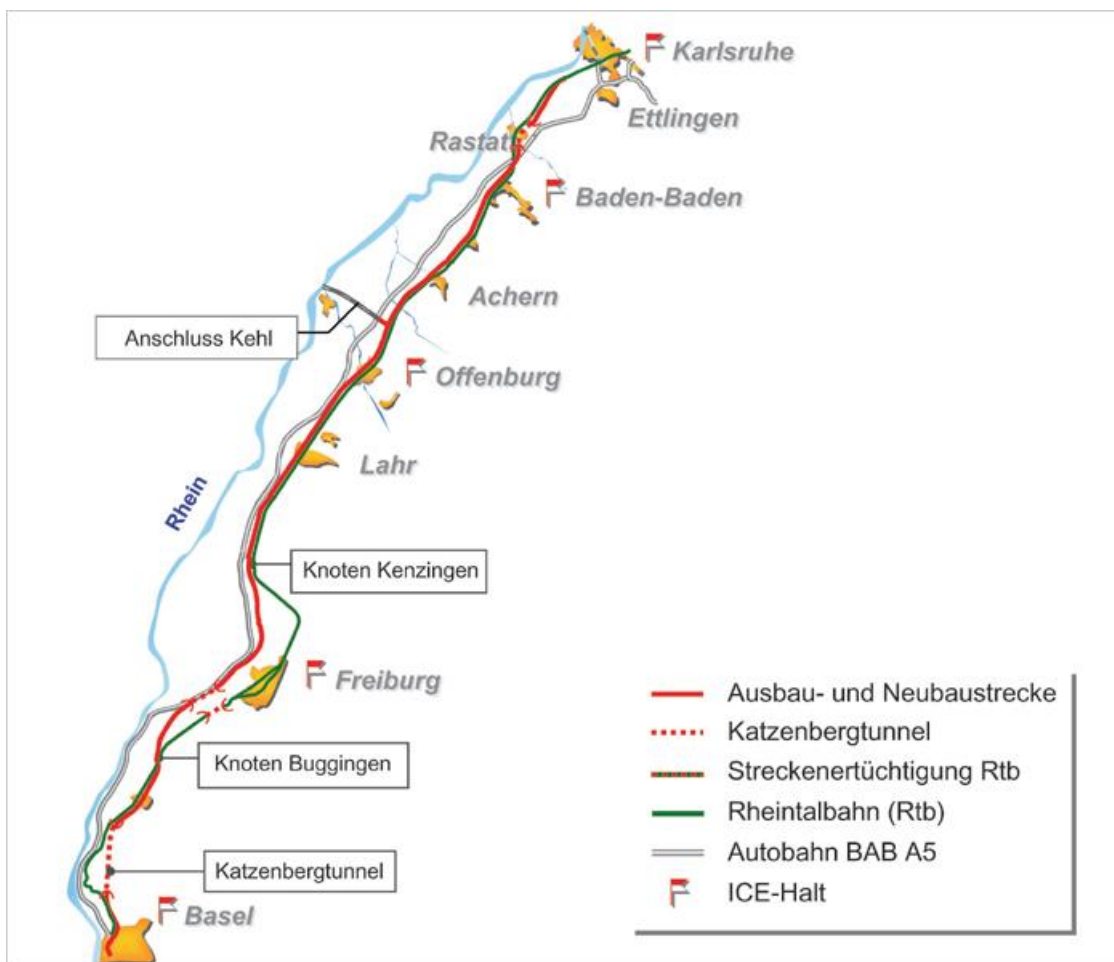 Karlsruhe
Ettlingen
Rastat
Baden-Baden
Achern
Anschluss Kehl
Offenburg
Lahr
Rhein
Knoten Kenzingen
Freiburg
Knoten Buggingen
Katzenbergtunnel
Basel
Ausbau- und Neubaustrecke
Katzenbergtunnel
Streckenertüchtigung Rtb
Rheintalbahn (Rtb)
Autobahn BAB A5
ICE-Halt